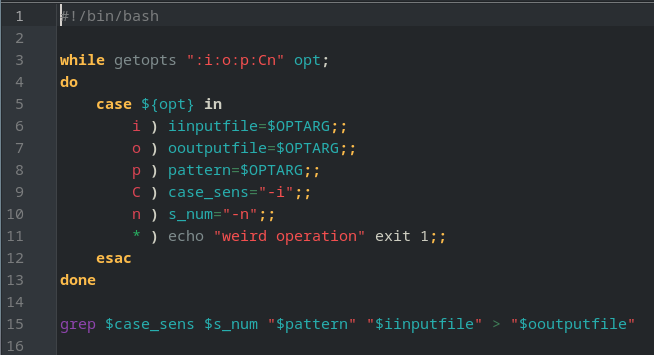 1 #!/bin/bash
2
3 while getopts ":i:o:p:Cn" opt;
4 do
5     case ${opt} in
6         i ) iinputfile=$OPTARG;;
7         o ) ooutputfile=$OPTARG;;
8         p ) pattern=$OPTARG;;
9         C ) case_sens="-i";;
10         n ) s_num="-n";;
11         * ) echo "weird operation" exit 1;;
12     esac
13 done
14
15 grep $case_sens $s_num "$pattern" "$iinputfile" > "$ooutputfile"
16